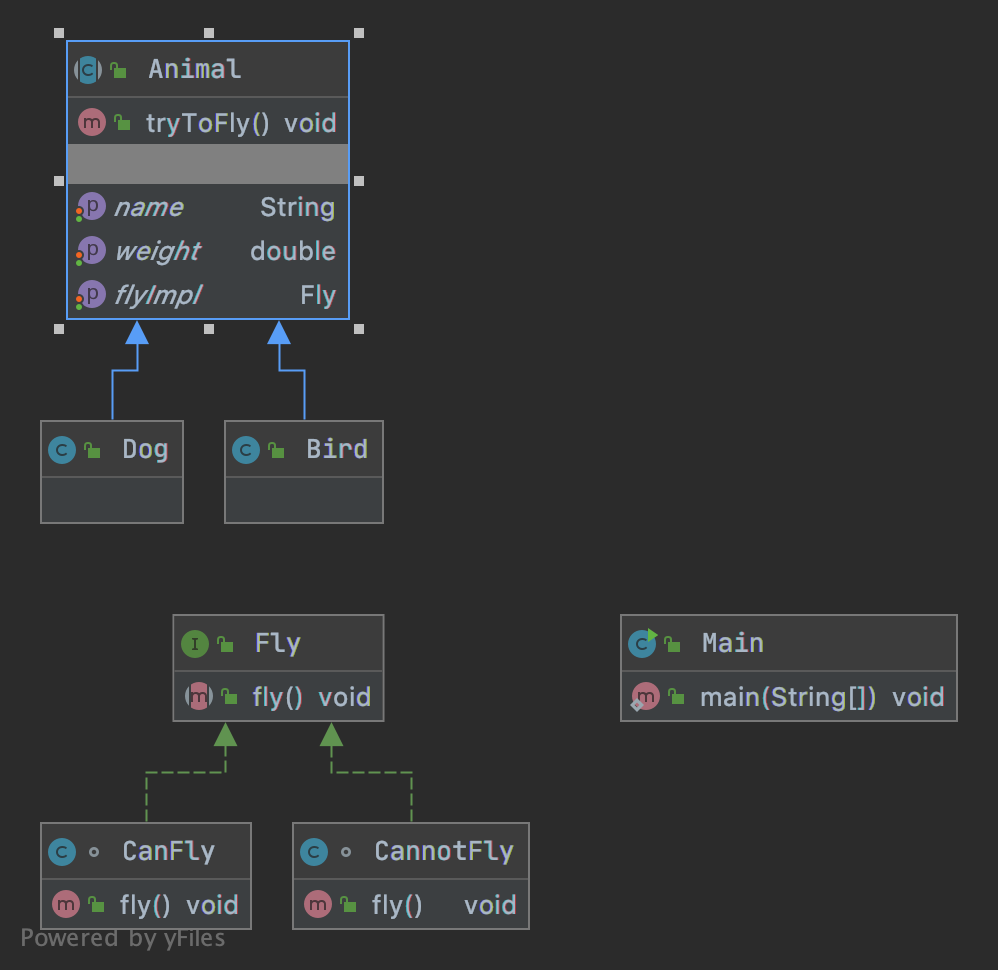 Animal
tryToFly() void
name String
weight double
flyImpl Fly
Dog
Bird
Fly
fly() void
Main
main(String[]) void
CanFly
fly() void
CannotFly
fly() void
Powered by yFiles